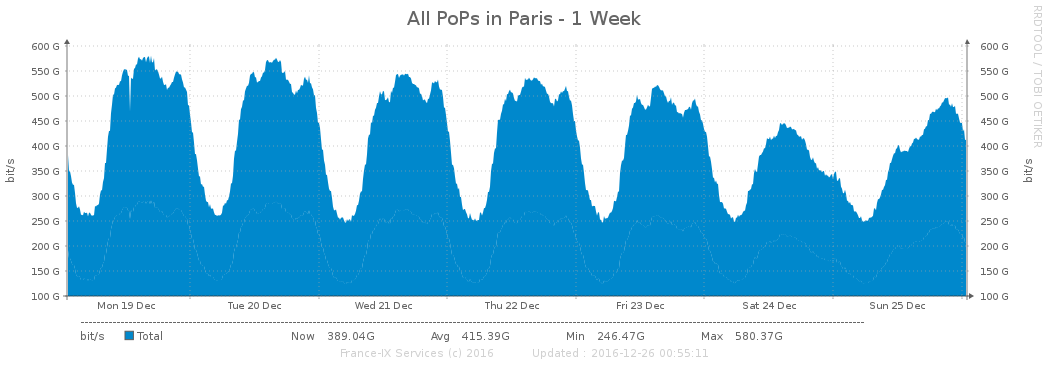 All PoPs in Paris - 1 Week
RRDTOOL / TOBI OETIKER
600 G 600 G
550 G 550 G
500 G 500 G
450 G 450 G
400 G 400 G
350 G 350 G
300 G 300 G
250 G 250 G
200 G 200 G
150 G 150 G
100 G 100 G
bit/s bit/s
Mon 19 Dec Tue 20 Dec Wed 21 Dec Thu 22 Dec Fri 23 Dec Sat 24 Dec Sun 25 Dec
bit/s Total Now 389.04G Avg 415.39G Min 246.47G Max 580.37G
France-IX Services (c) 2016 Updated : 2016-12-26 00:55:11